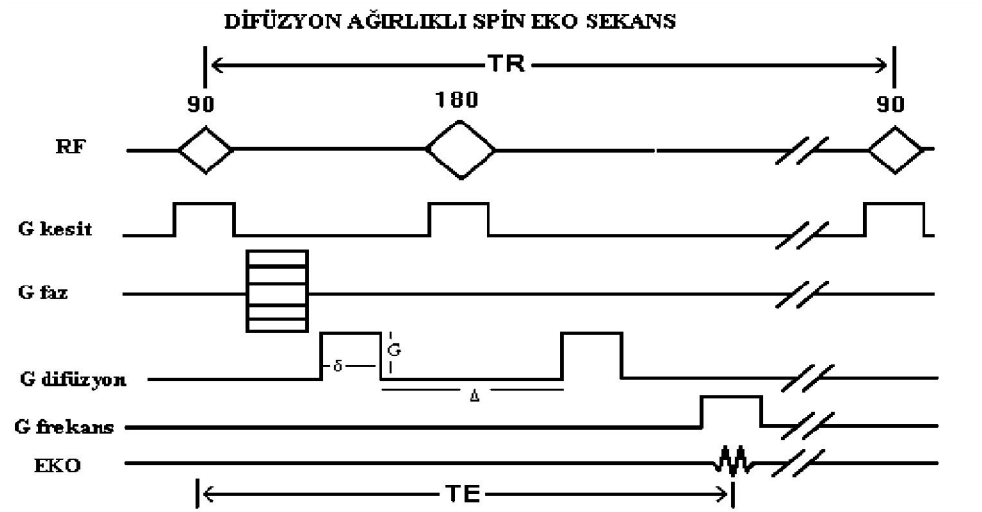 DİFÜZYON AĞIRLIKLI SPİN EKO SEKANS
TR
90 180 90
RF
G kesit
G faz
δ G
G difüzyon Δ
G frekans
EKO
TE